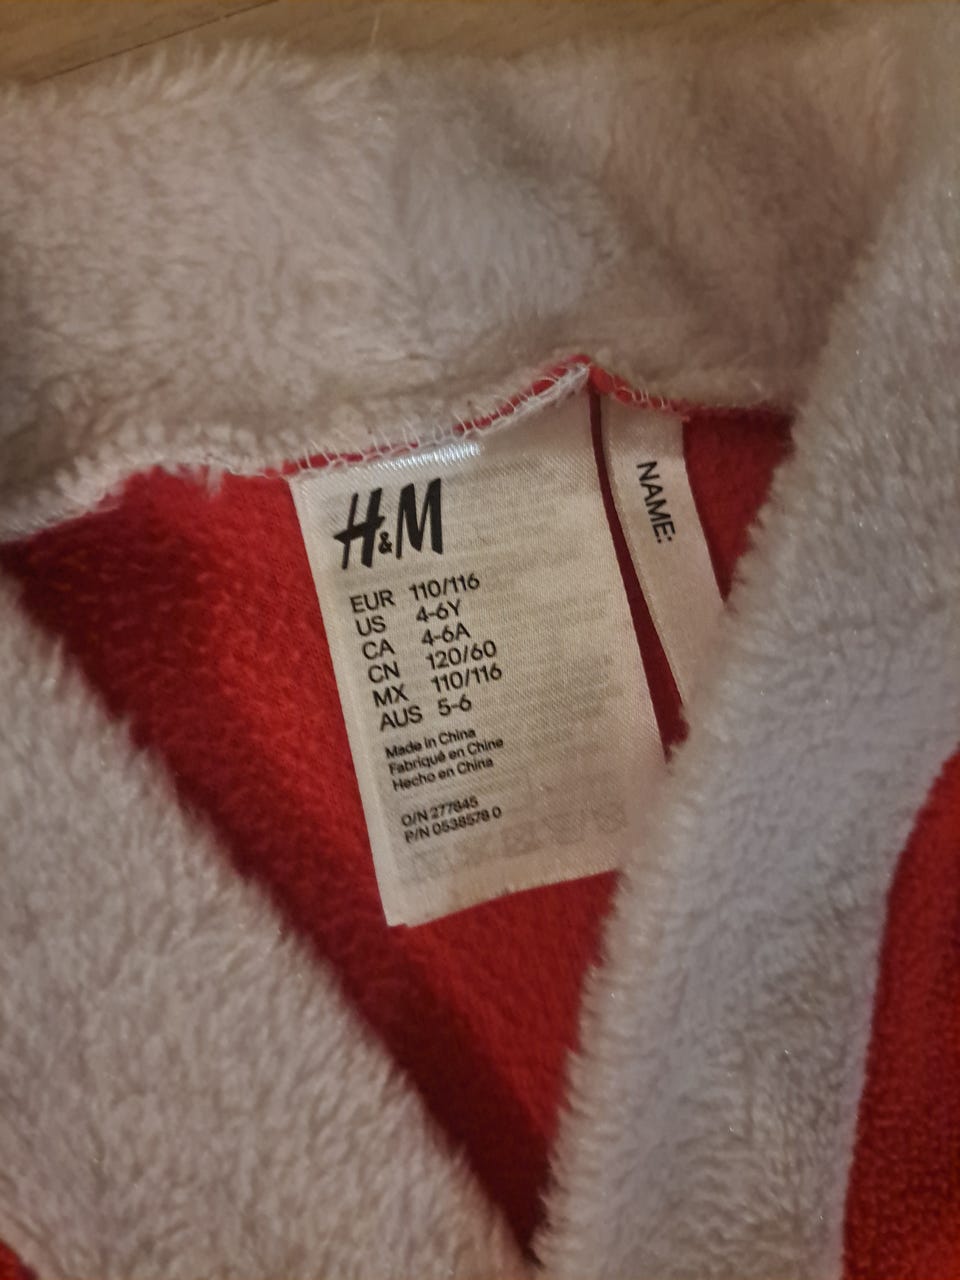 H&M
EUR 110/116
US 4-6Y
CA 4-6A
CN 120/60
MX 110/116
AUS 5-6
Made in China
Fabriqué en Chine
Hecho en China
O/N 277845
P/N 0538578 0
NAME: